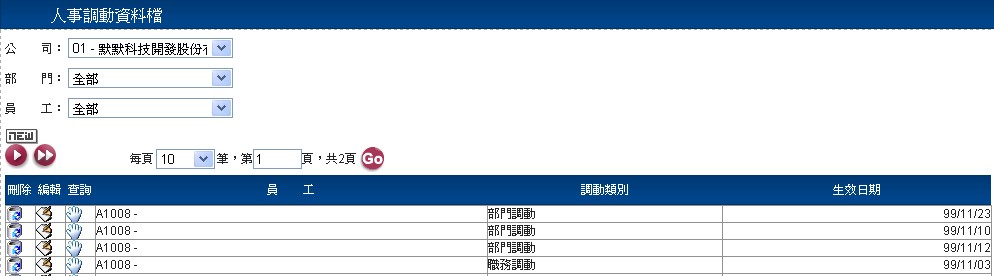 人事調動資料檔
公 司： 01 - 默默科技開發股份有
部 門： 全部
員 工： 全部
NEW
每頁 10 筆，第 1 頁，共2頁 Go
刪除 編輯 查詢 員 工 調動類別 生效日期
A1008 - 部門調動 99/11/23
A1008 - 部門調動 99/11/10
A1008 - 部門調動 99/11/12
A1008 - 職務調動 99/11/03